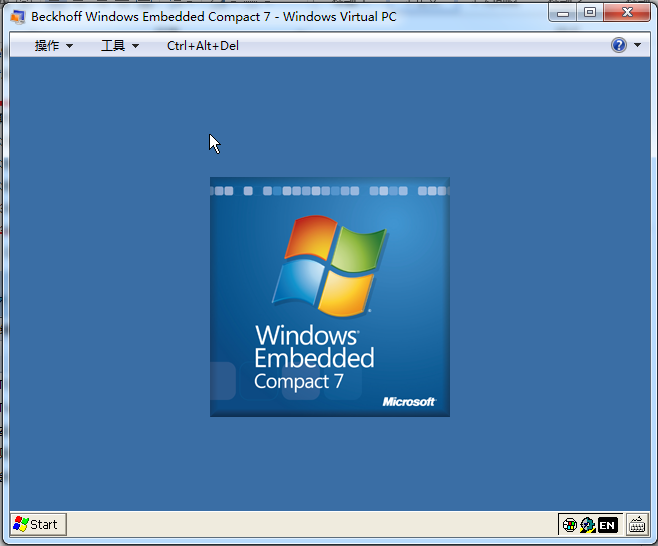 Beckhoff Windows Embedded Compact 7 - Windows Virtual PC
操作 工具 Ctrl+Alt+Del
Windows®
Embedded
Compact 7
Microsoft®
Start EN